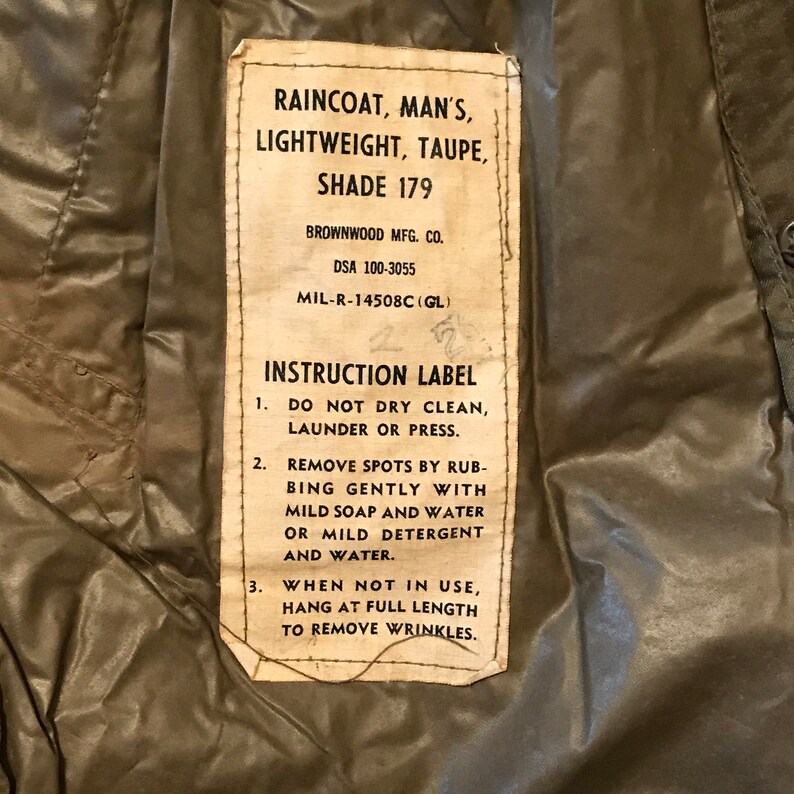 RAINCOAT, MAN'S,
LIGHTWEIGHT, TAUPE,
SHADE 179
BROWNWOOD MFG. CO.
DSA 100-3055
MIL-R-14508C (GL)
INSTRUCTION LABEL
1. DO NOT DRY CLEAN,
LAUNDER OR PRESS.
2. REMOVE SPOTS BY RUB-
BING GENTLY WITH
MILD SOAP AND WATER
OR MILD DETERGENT
AND WATER.
3. WHEN NOT IN USE,
HANG AT FULL LENGTH
TO REMOVE WRINKLES.